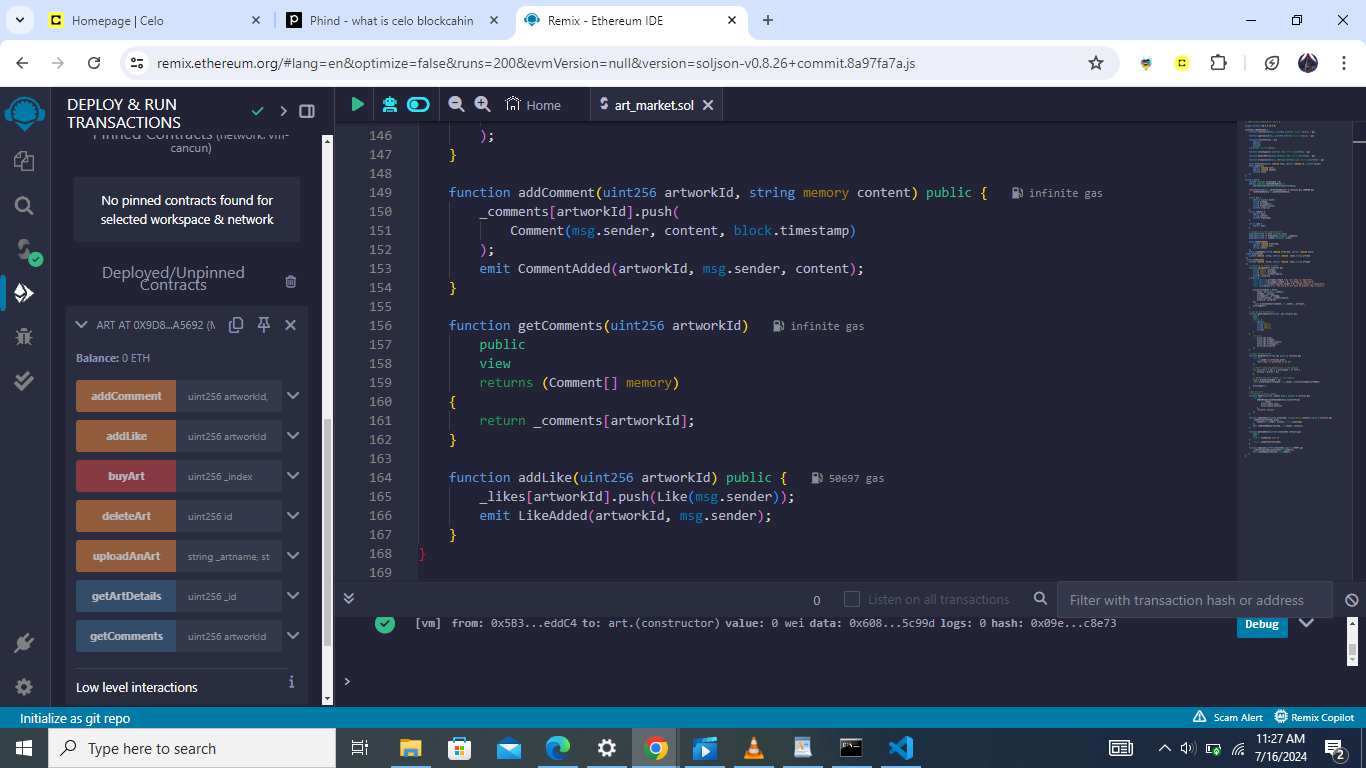 Homepage | Celo
Phind - what is celo blockcahin
Remix - Ethereum IDE
remix.ethereum.org/#lang=en&optimize=false&runs=200&evmVersion=null&version=soljson-v0.8.26+commit.8a97fa7a.js
DEPLOY & RUN
TRANSACTIONS
Pinned Contracts (network: vm-
cancun)
No pinned contracts found for
selected workspace & network
Deployed/Unpinned
Contracts
ART AT 0X9D8...A5692 (M
Balance: 0 ETH
addComment uint256 artworkId,
addLike uint256 artworkId
buyArt uint256 _index
deleteArt uint256 id
uploadAnArt string _artname, st
getArtDetails uint256 _id
getComments uint256 artworkId
Low level interactions
i
Home
art_market.sol
146 );
147 }
148
149 function addComment(uint256 artworkId, string memory content) public { infinite gas
150 _comments[artworkId].push(
151 Comment(msg.sender, content, block.timestamp)
152 );
153 emit CommentAdded(artworkId, msg.sender, content);
154 }
155
156 function getComments(uint256 artworkId) infinite gas
157 public
158 view
159 returns (Comment[] memory)
160 {
161 return _comments[artworkId];
162 }
163
164 function addLike(uint256 artworkId) public { 50697 gas
165 _likes[artworkId].push(Like(msg.sender));
166 emit LikeAdded(artworkId, msg.sender);
167 }
168 }
169
0 Listen on all transactions Filter with transaction hash or address
[vm] from: 0x5B3...eddC4 to: art.(constructor) value: 0 wei data: 0x608...5c99d logs: 0 hash: 0x09e...c8e73 Debug
>
Initialize as git repo
Scam Alert
Remix Copilot
Type here to search
11:27 AM
7/16/2024
2